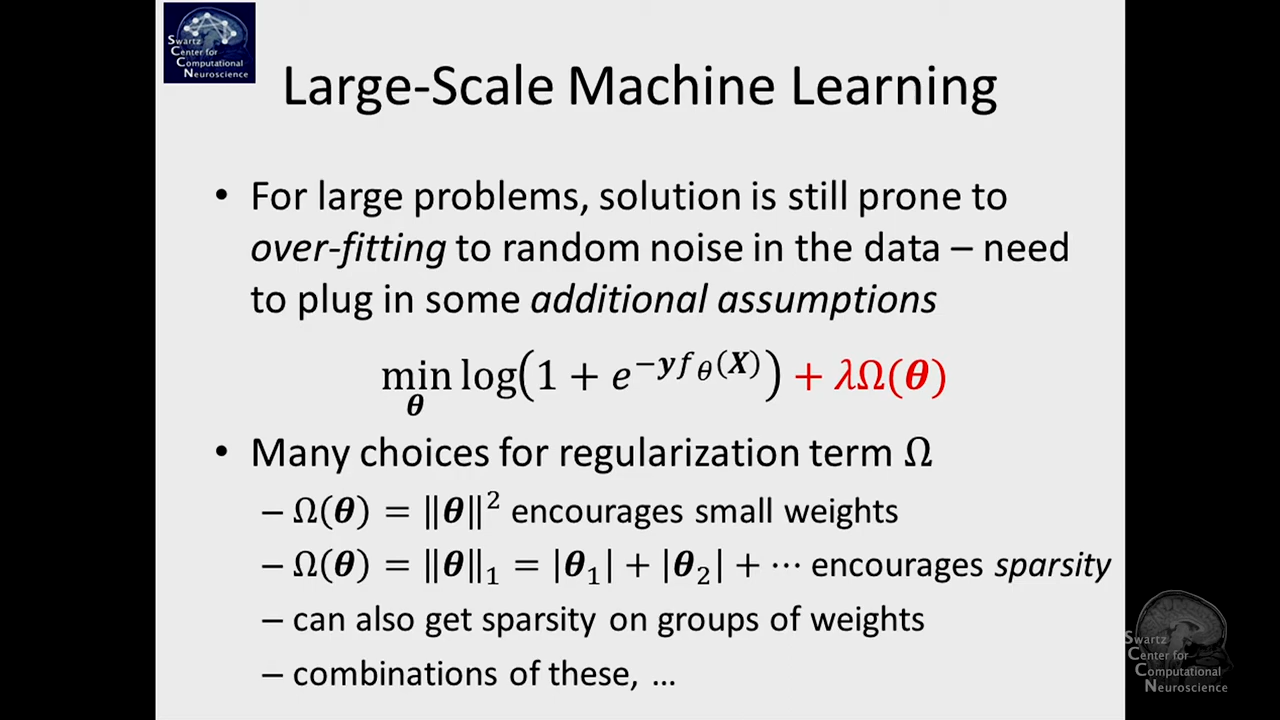 Swartz
Center for
Computational
Neuroscience
Large-Scale Machine Learning
• For large problems, solution is still prone to
over-fitting to random noise in the data – need
to plug in some additional assumptions
min_θ log(1 + e^{−𝒚f_θ(𝑿)}) + λΩ(𝜽)
• Many choices for regularization term Ω
– Ω(𝜽) = ‖𝜽‖² encourages small weights
– Ω(𝜽) = ‖𝜽‖₁ = |𝜽₁| + |𝜽₂| + ⋯ encourages sparsity
– can also get sparsity on groups of weights
– combinations of these, …
Swartz
Center for
Computational
Neuroscience